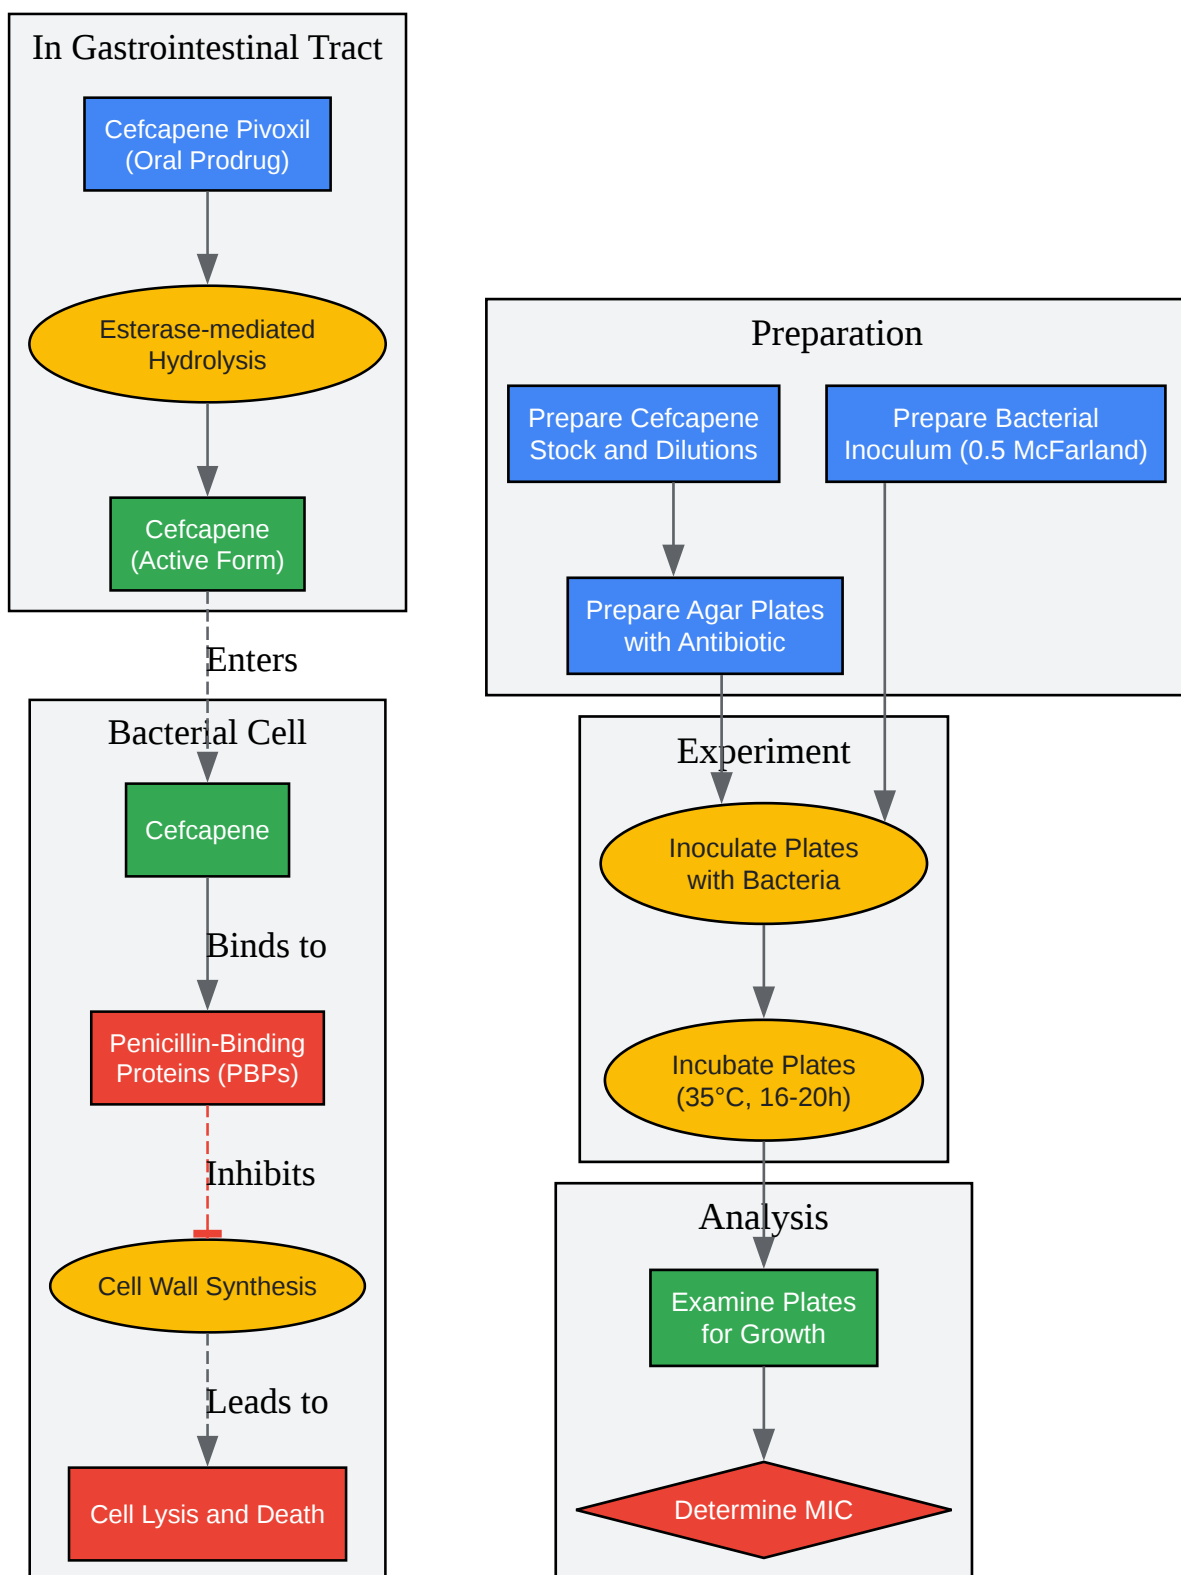 In Gastrointestinal Tract
Cefcapene Pivoxil
(Oral Prodrug)
Esterase-mediated
Hydrolysis
Cefcapene
(Active Form)
Enters
Bacterial Cell
Cefcapene
Binds to
Penicillin-Binding
Proteins (PBPs)
Inhibits
Cell Wall Synthesis
Leads to
Cell Lysis and Death
Preparation
Prepare Cefcapene
Stock and Dilutions
Prepare Bacterial
Inoculum (0.5 McFarland)
Prepare Agar Plates
with Antibiotic
Experiment
Inoculate Plates
with Bacteria
Incubate Plates
(35°C, 16-20h)
Analysis
Examine Plates
for Growth
Determine MIC